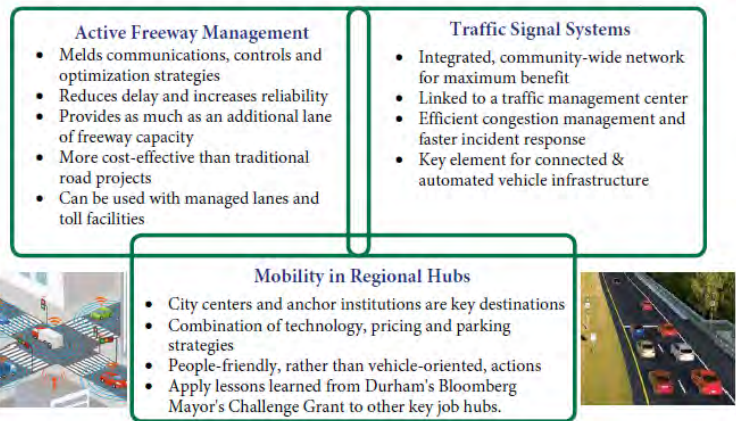 Active Freeway Management
• Melds communications, controls and
optimization strategies
• Reduces delay and increases reliability
• Provides as much as an additional lane
of freeway capacity
• More cost-effective than traditional
road projects
• Can be used with managed lanes and
toll facilities
Traffic Signal Systems
• Integrated, community-wide network
for maximum benefit
• Linked to a traffic management center
• Efficient congestion management and
faster incident response
• Key element for connected &
automated vehicle infrastructure
Mobility in Regional Hubs
• City centers and anchor institutions are key destinations
• Combination of technology, pricing and parking
strategies
• People-friendly, rather than vehicle-oriented, actions
• Apply lessons learned from Durham's Bloomberg
Mayor's Challenge Grant to other key job hubs.